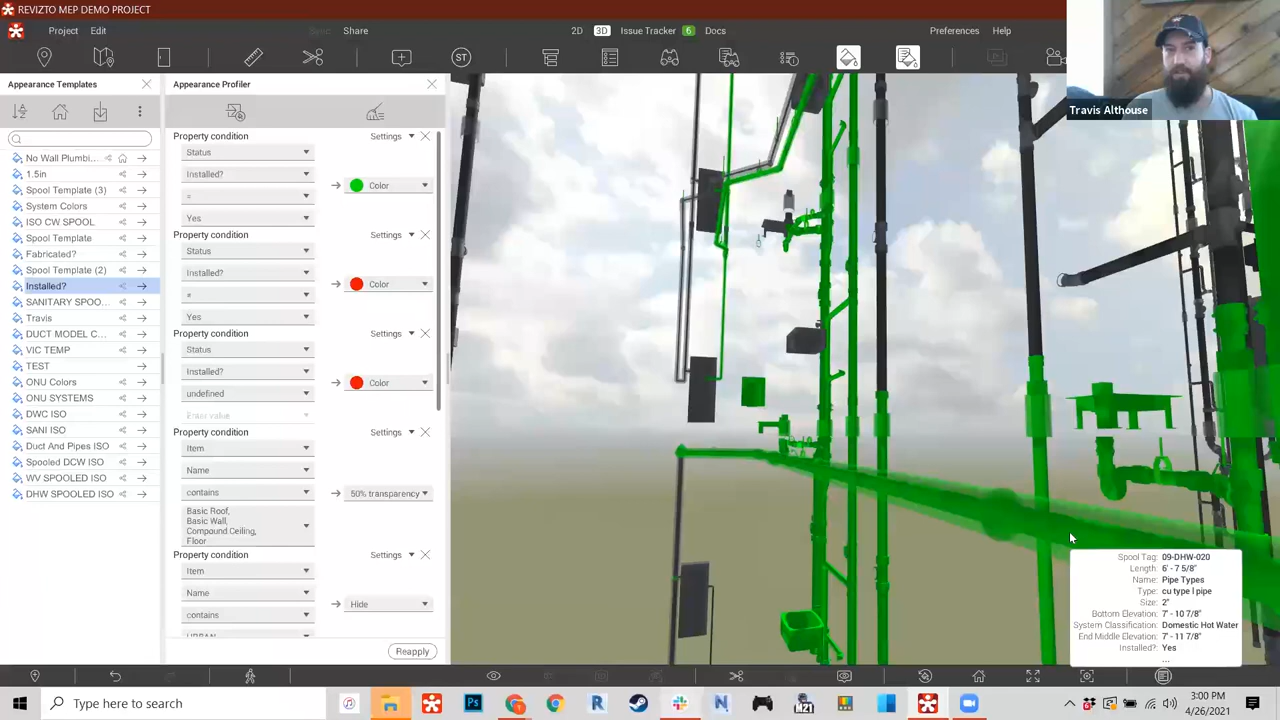 REVIZTO MEP DEMO PROJECT
Project Edit Sync Share 2D 3D Issue Tracker 6 Docs Preferences Help
ST
Travis Althouse
Appearance Templates
No Wall Plumbi...
1.5in
Spool Template (3)
System Colors
ISO CW SPOOL
Spool Template
Fabricated?
Spool Template (2)
Installed?
SANITARY SPOO...
Travis
DUCT MODEL C...
VIC TEMP
TEST
ONU Colors
ONU SYSTEMS
DWC ISO
SANI ISO
Duct And Pipes ISO
Spooled DCW ISO
WV SPOOLED ISO
DHW SPOOLED ISO
Appearance Profiler
Property condition Settings
Status
Installed?
=
Yes
Color
Property condition Settings
Status
Installed?
≠
Yes
Color
Property condition Settings
Status
Installed?
undefined
Enter value
Color
Property condition Settings
Item
Name
contains
Basic Roof,
Basic Wall,
Compound Ceiling,
Floor
50% transparency
Property condition Settings
Item
Name
contains
URBAN
Hide
Reapply
Spool Tag: 09-DHW-020
Length: 6' - 7 5/8"
Name: Pipe Types
Type: cu type l pipe
Size: 2"
Bottom Elevation: 7' - 10 7/8"
System Classification: Domestic Hot Water
End Middle Elevation: 7' - 11 7/8"
Installed?: Yes
...
Type here to search
3:00 PM
4/26/2021